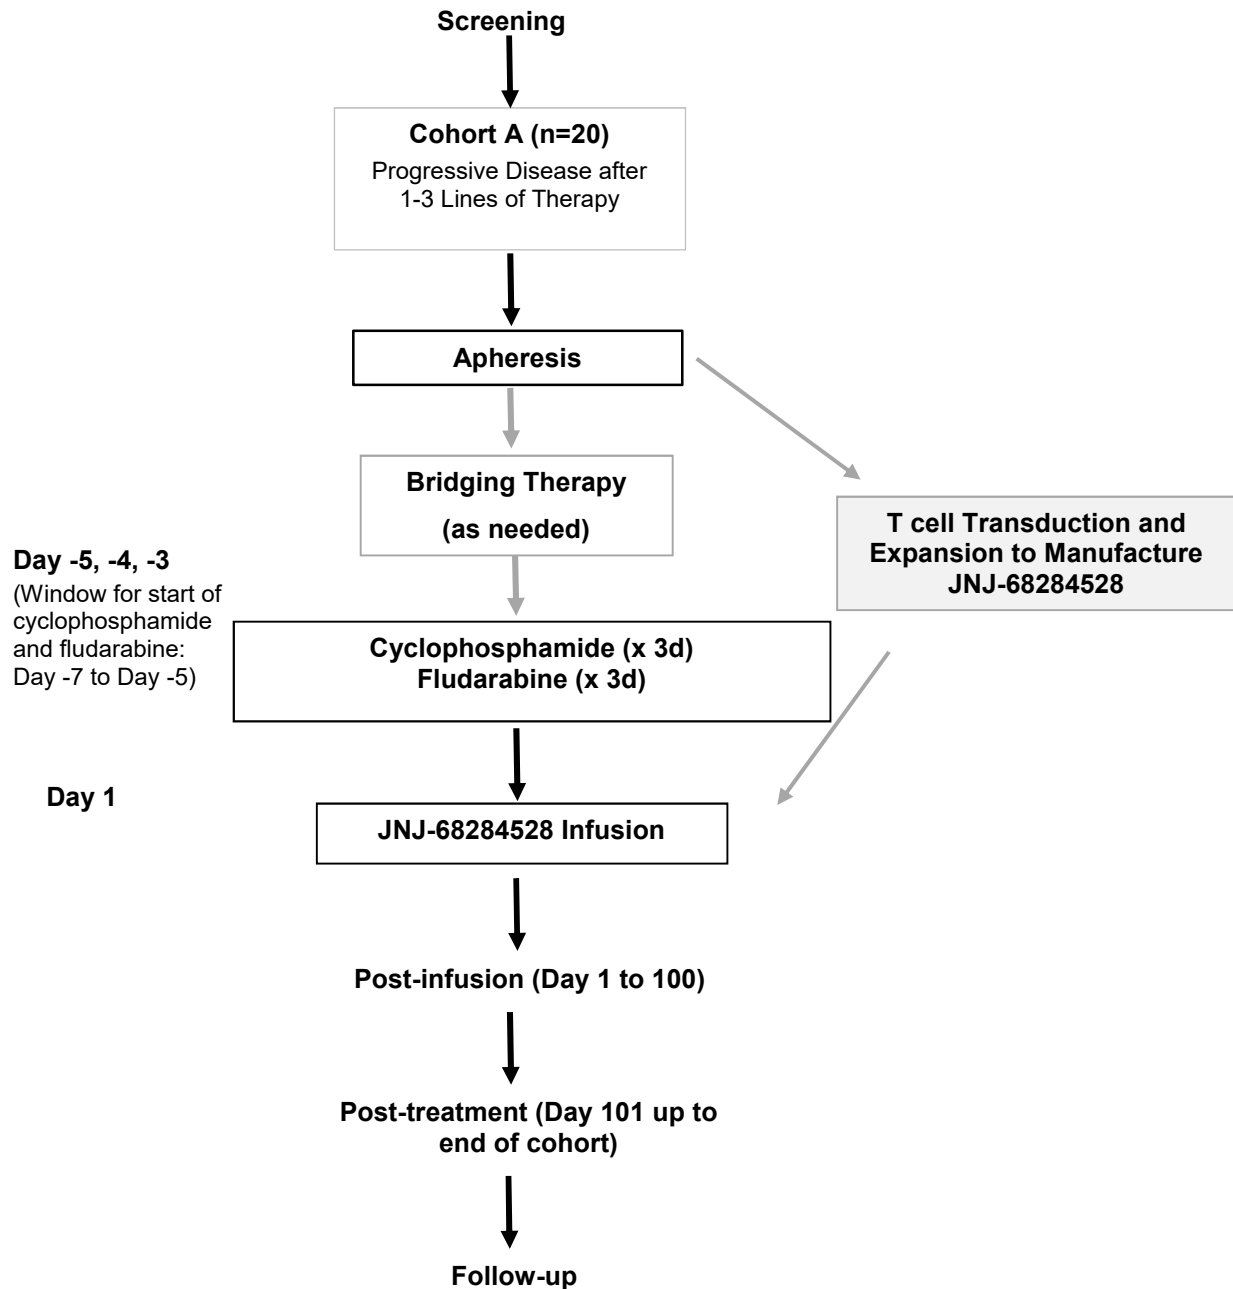 Screening
Cohort A (n=20)
Progressive Disease after
1-3 Lines of Therapy
Apheresis
Bridging Therapy
(as needed)
T cell Transduction and
Expansion to Manufacture
JNJ-68284528
Day -5, -4, -3
(Window for start of
cyclophosphamide
and fludarabine:
Day -7 to Day -5)
Cyclophosphamide (x 3d)
Fludarabine (x 3d)
Day 1
JNJ-68284528 Infusion
Post-infusion (Day 1 to 100)
Post-treatment (Day 101 up to
end of cohort)
Follow-up